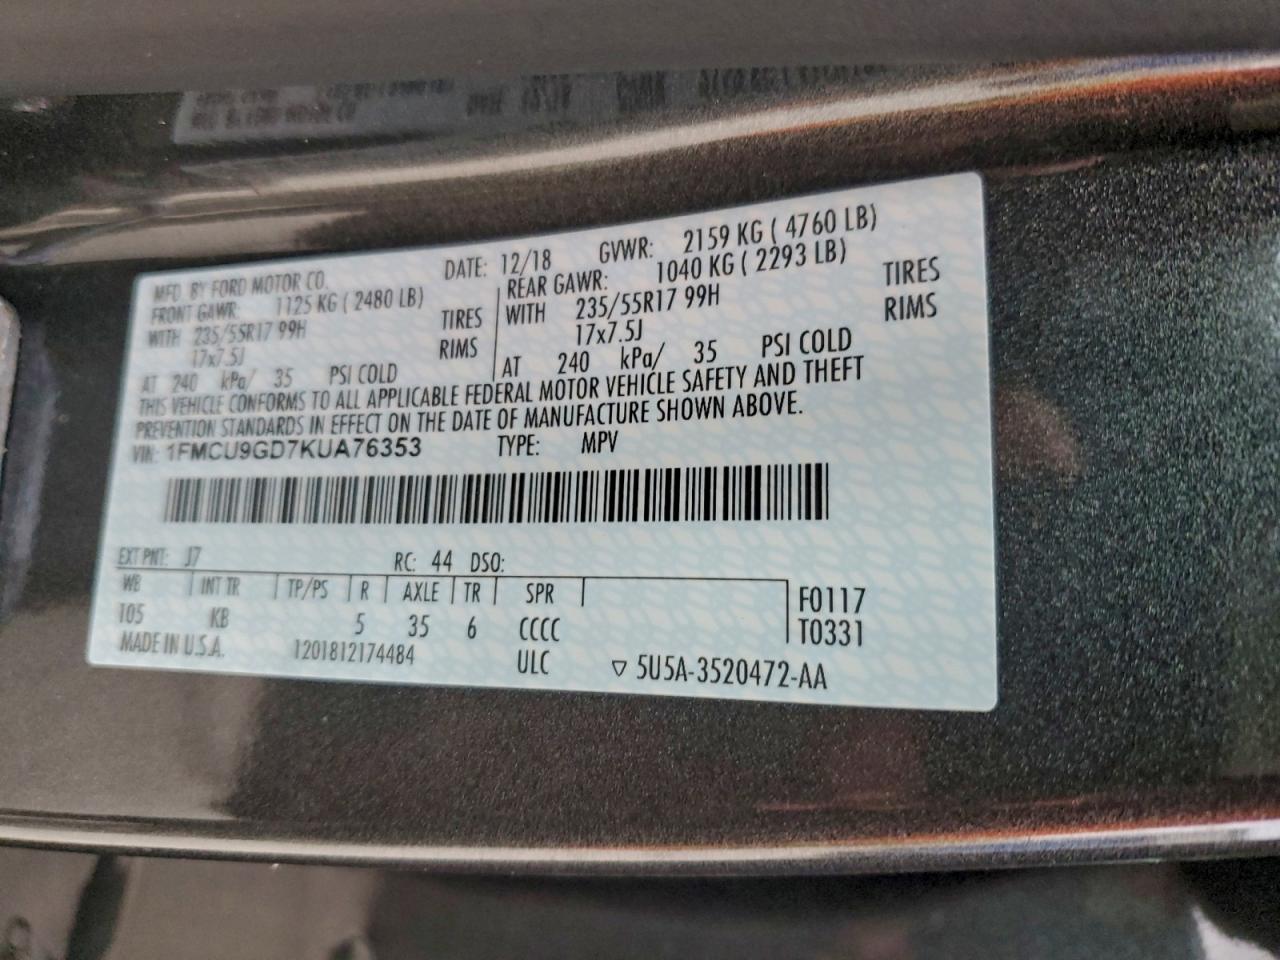 MFD. BY FORD MOTOR CO.
DATE: 12/18 GVWR: 2159 KG ( 4760 LB)
FRONT GAWR: 1125 KG ( 2480 LB)
REAR GAWR: 1040 KG ( 2293 LB)
WITH 235/55R17 99H TIRES
17x7.5J RIMS
AT 240 kPa/ 35 PSI COLD
WITH 235/55R17 99H TIRES
17x7.5J RIMS
AT 240 kPa/ 35 PSI COLD
THIS VEHICLE CONFORMS TO ALL APPLICABLE FEDERAL MOTOR VEHICLE SAFETY AND THEFT
PREVENTION STANDARDS IN EFFECT ON THE DATE OF MANUFACTURE SHOWN ABOVE.
VIN: 1FMCU9GD7KUA76353 TYPE: MPV
EXT PNT: J7 RC: 44 DSO:
WB INT TR TP/PS R AXLE TR SPR F0117
105 KB 5 35 6 CCCC T0331
MADE IN U.S.A. 1201812174484 ULC ▽ 5U5A-3520472-AA